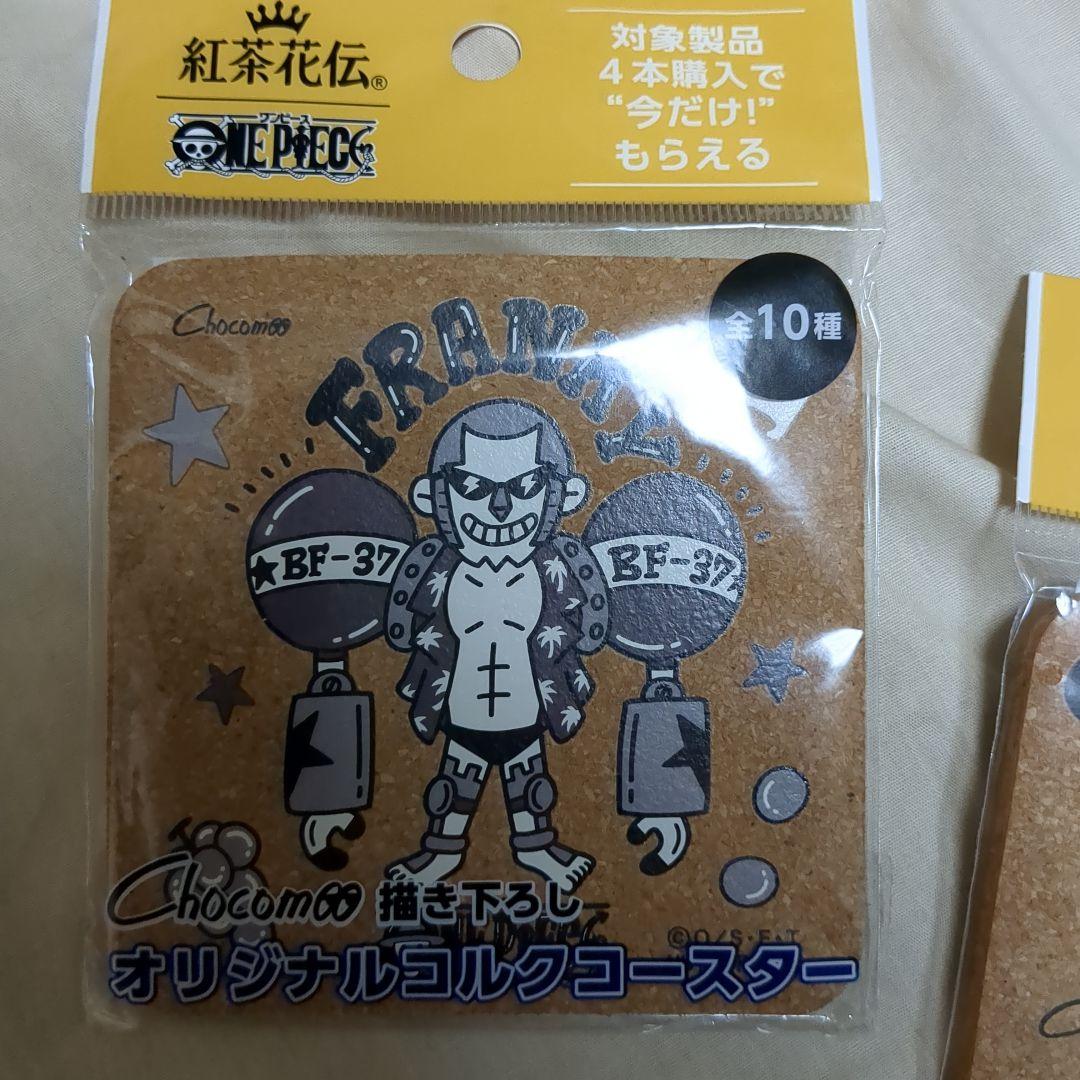 紅茶花伝®
ワンピース
ONE PIECE
対象製品
4本購入で
“今だけ!”
もらえる
Chocomoo
全10種
FRANKY
★BF-37
BF-37★
Chocomoo 描き下ろし
©O/S・F・T
オリジナルコルクコースター